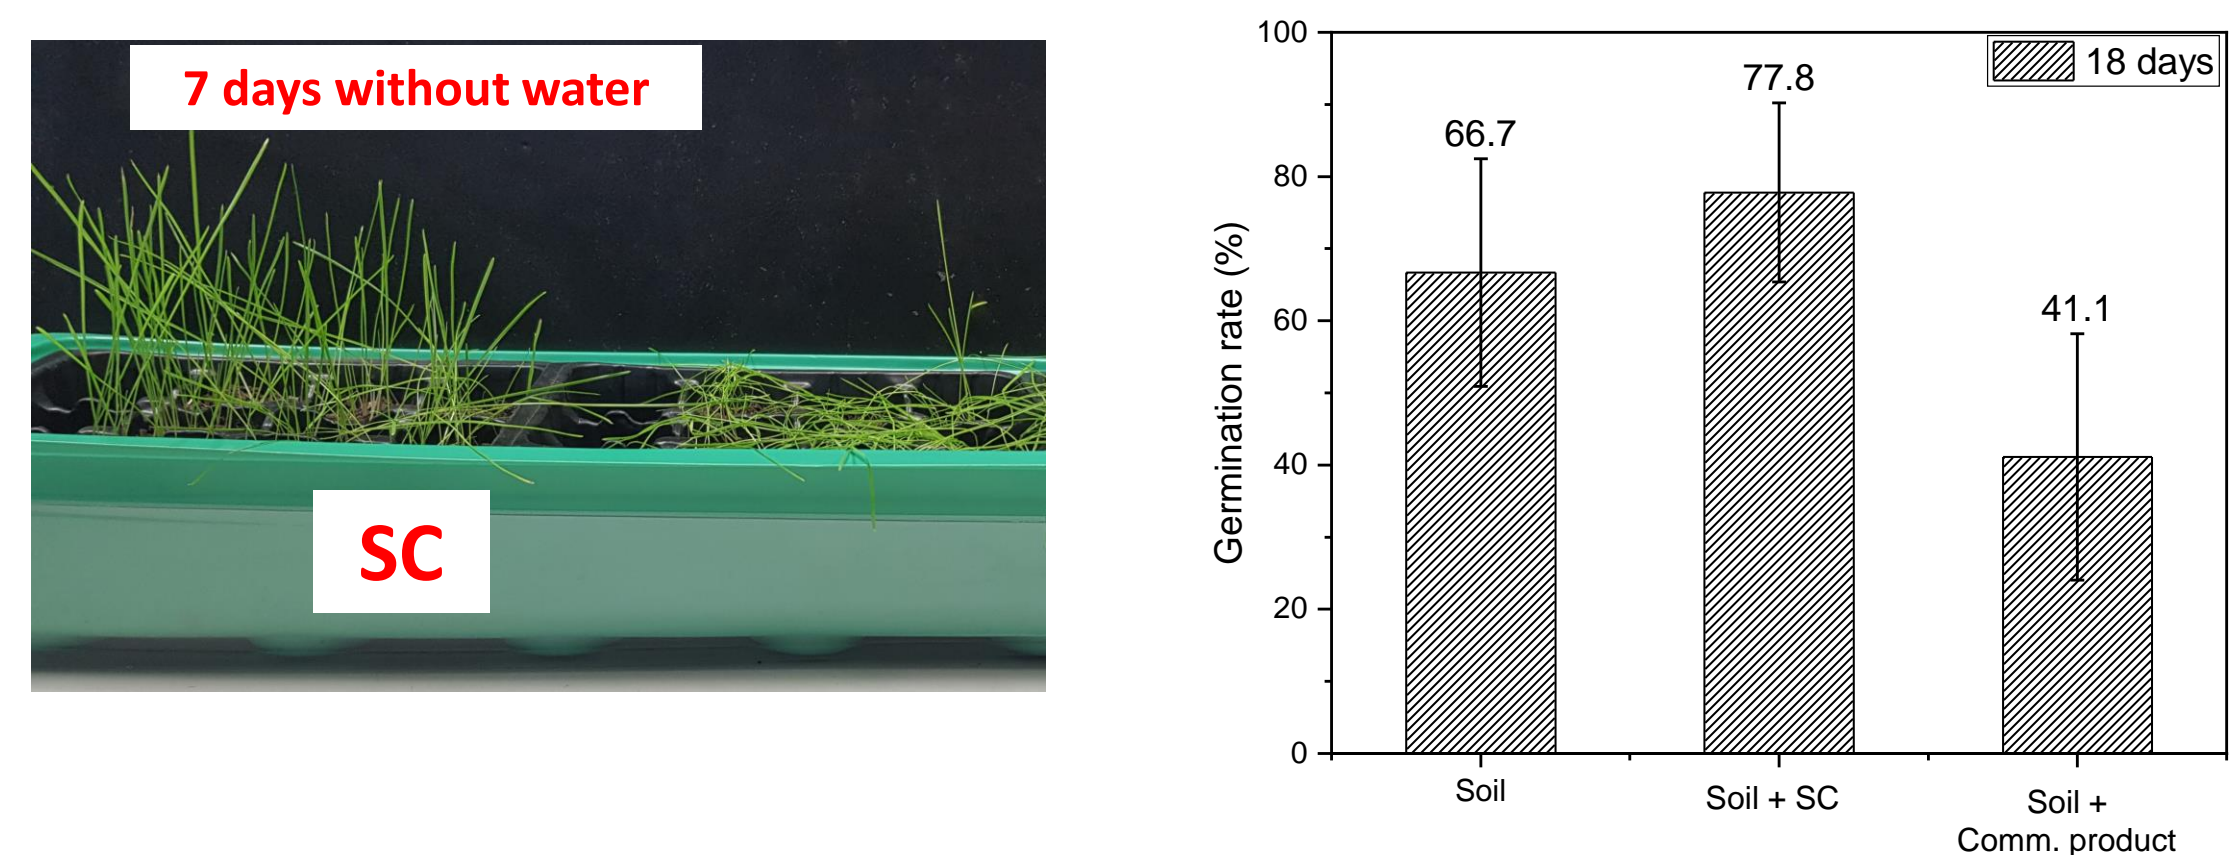 7 days without water
SC
100
80
60
40
20
0
Germination rate (%)
18 days
66.7
77.8
41.1
Soil
Soil + SC
Soil +
Comm. product